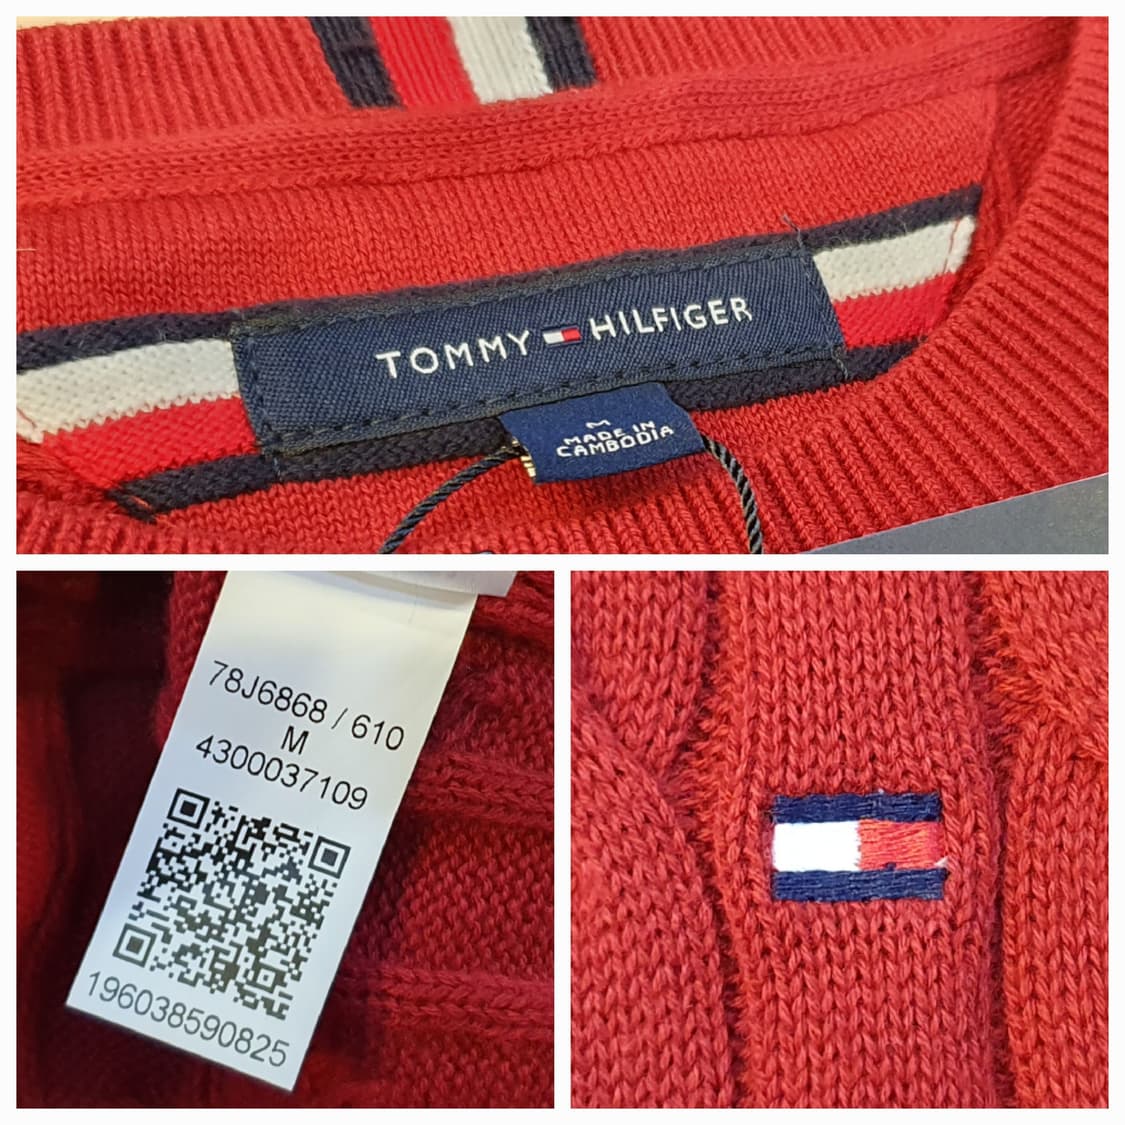 TOMMY HILFIGER
M
MADE IN
CAMBODIA
78J6868 / 610
M
4300037109
196038590825